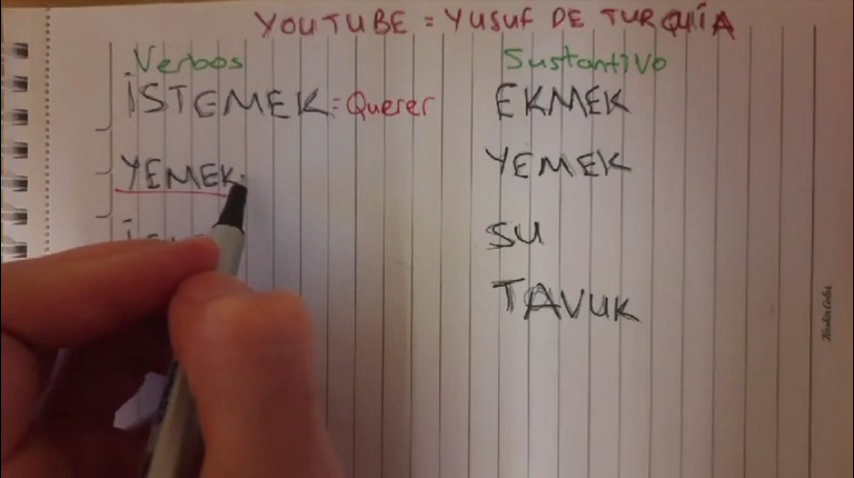 YOUTUBE = YUSUF DE TURQUÍA
Verbos
İSTEMEK = Querer
YEMEK
Sustantivo
EKMEK
YEMEK
SU
TAVUK